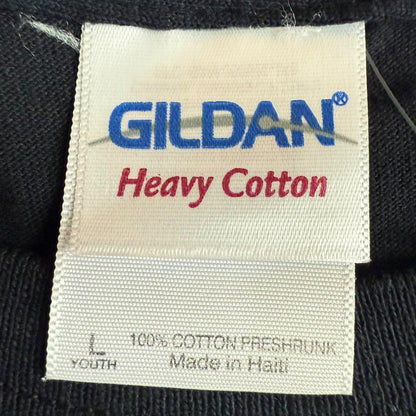 GILDAN®
Heavy Cotton
L
YOUTH
100% COTTON PRESHRUNK
Made in Haiti